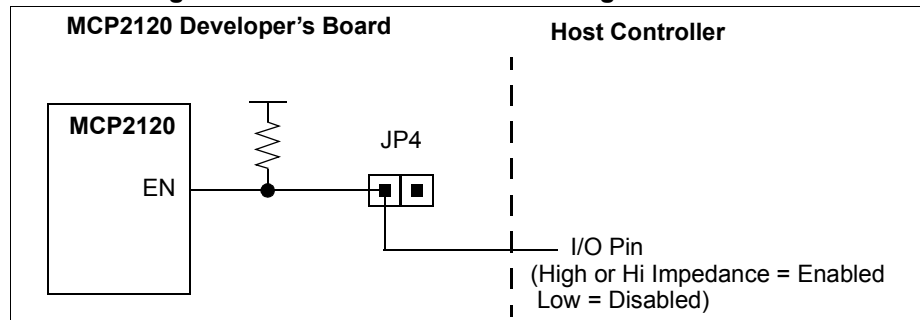 MCP2120 Developer's Board
Host Controller
MCP2120
JP4
EN
I/O Pin
(High or Hi Impedance = Enabled
Low = Disabled)